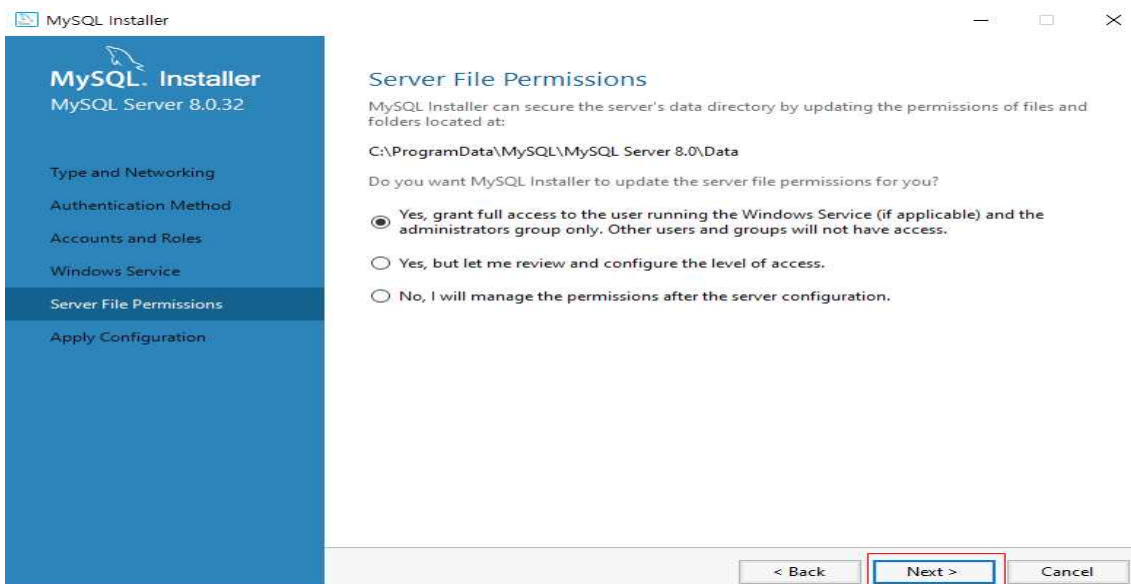 MySQL Installer
MySQL. Installer
MySQL Server 8.0.32
Type and Networking
Authentication Method
Accounts and Roles
Windows Service
Server File Permissions
Apply Configuration
Server File Permissions
MySQL Installer can secure the server's data directory by updating the permissions of files and
folders located at:
C:\ProgramData\MySQL\MySQL Server 8.0\Data
Do you want MySQL Installer to update the server file permissions for you?
Yes, grant full access to the user running the Windows Service (if applicable) and the
administrators group only. Other users and groups will not have access.
Yes, but let me review and configure the level of access.
No, I will manage the permissions after the server configuration.
< Back
Next >
Cancel